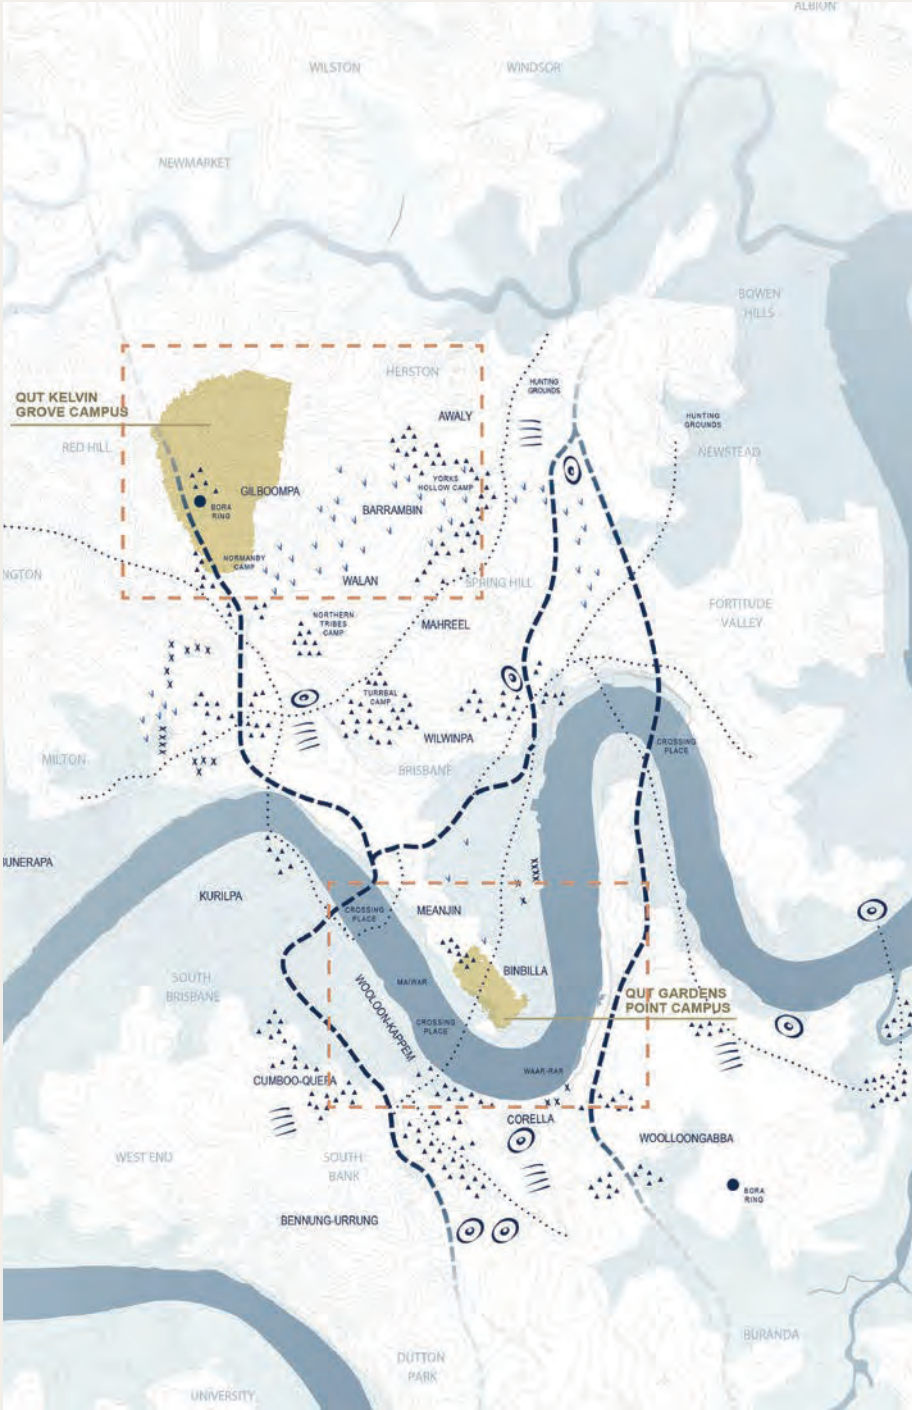 ALBION
WILSTON
WINDSOR
NEWMARKET
BOWEN
HILLS
HERSTON
HUNTING
GROUNDS
QUT KELVIN
GROVE CAMPUS
AWALY
HUNTING
GROUNDS
RED HILL
NEWSTEAD
YORKS
HOLLOW CAMP
GILBOOMPA
BORA
RING
BARRAMBIN
NORMANBY
CAMP
NGTON
WALAN
SPRING HILL
FORTITUDE
VALLEY
NORTHERN
TRIBES
CAMP
MAHREEL
TURRBAL
CAMP
WILWINPA
CROSSING
PLACE
MILTON
BRISBANE
BUNERAPA
KURILPA
CROSSING
PLACE
MEANJIN
SOUTH
BRISBANE
MAIWAR
BINBILLA
WOOLOON-KAPPEM
QUT GARDENS
POINT CAMPUS
CROSSING
PLACE
WAAR-RAR
CUMBOO-QUEPA
CORELLA
WOOLLOONGABBA
WEST END
SOUTH
BANK
BORA
RING
BENNUNG-URRUNG
BURANDA
DUTTON
PARK
UNIVERSITY